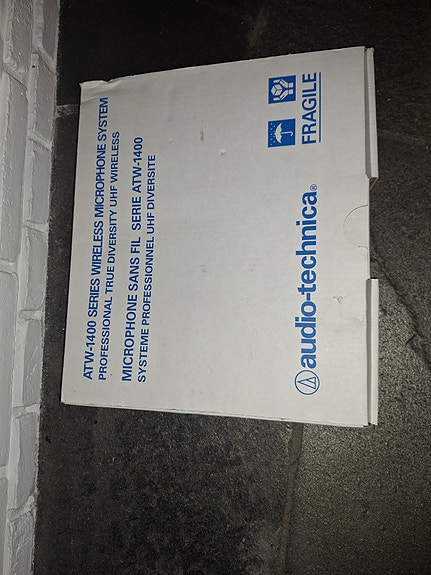 ATW-1400 SERIES WIRELESS MICROPHONE SYSTEM
PROFESSIONAL TRUE DIVERSITY UHF WIRELESS
MICROPHONE SANS FIL SERIE ATW-1400
SYSTEME PROFESSIONNEL UHF DIVERSITE
audio-technica®
FRAGILE